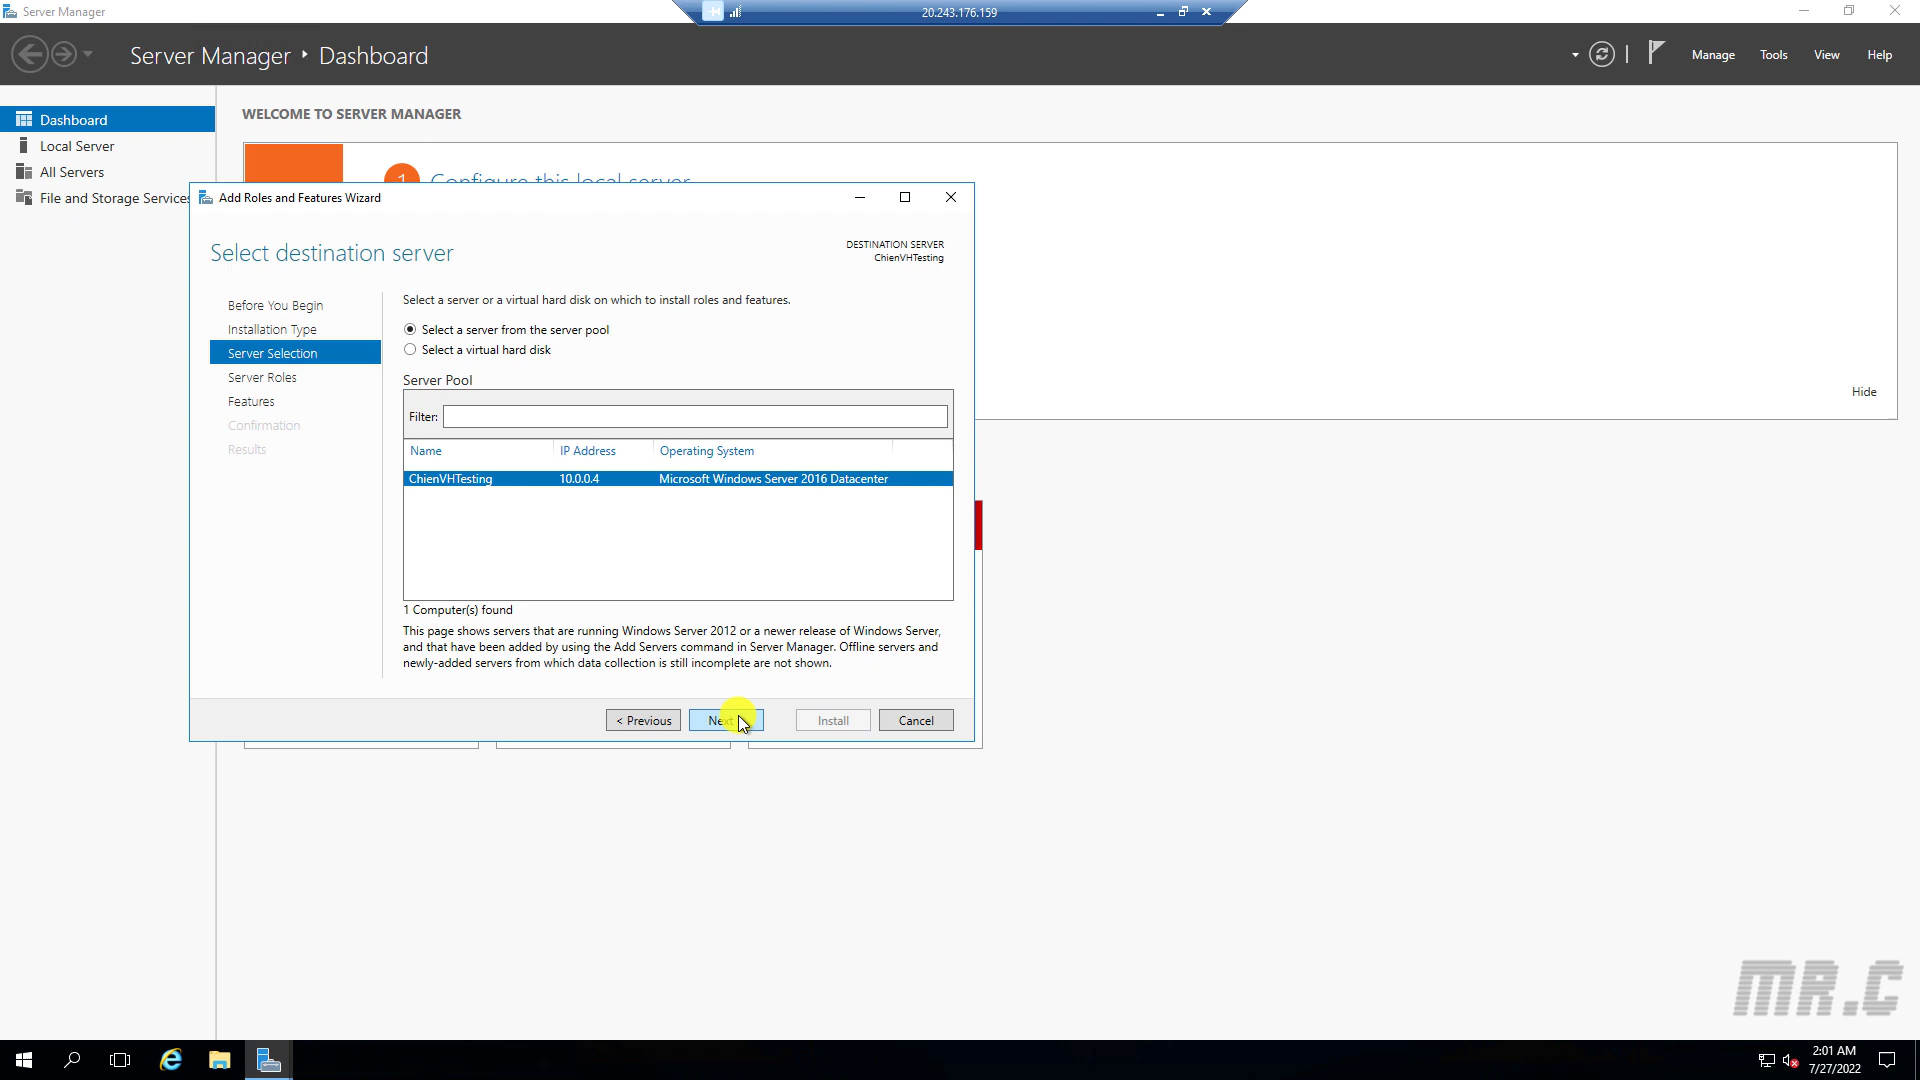 Server Manager
20.243.176.159
Server Manager ‣ Dashboard
Manage
Tools
View
Help
Dashboard
Local Server
All Servers
File and Storage Services
WELCOME TO SERVER MANAGER
1 Configure this local server
Hide
Add Roles and Features Wizard
Select destination server
DESTINATION SERVER
ChienVHTesting
Before You Begin
Installation Type
Server Selection
Server Roles
Features
Confirmation
Results
Select a server or a virtual hard disk on which to install roles and features.
Select a server from the server pool
Select a virtual hard disk
Server Pool
Filter:
Name IP Address Operating System
ChienVHTesting 10.0.0.4 Microsoft Windows Server 2016 Datacenter
1 Computer(s) found
This page shows servers that are running Windows Server 2012 or a newer release of Windows Server,
and that have been added by using the Add Servers command in Server Manager. Offline servers and
newly-added servers from which data collection is still incomplete are not shown.
< Previous
Next
Install
Cancel
MR.C
2:01 AM
7/27/2022